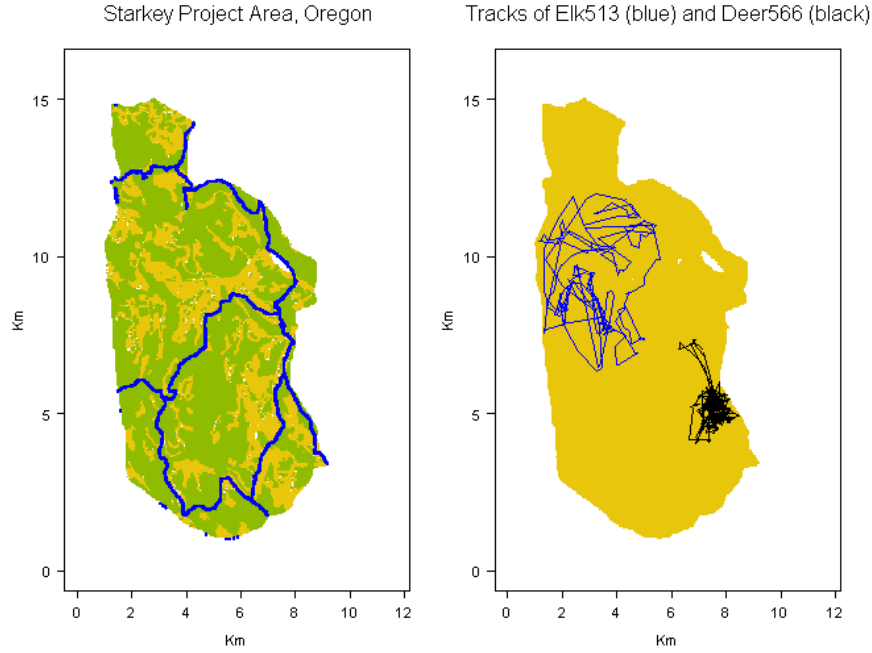 Starkey Project Area, Oregon
Tracks of Elk513 (blue) and Deer566 (black)
15
10
5
0
Km
0 2 4 6 8 10 12
Km
15
10
5
0
Km
0 2 4 6 8 10 12
Km